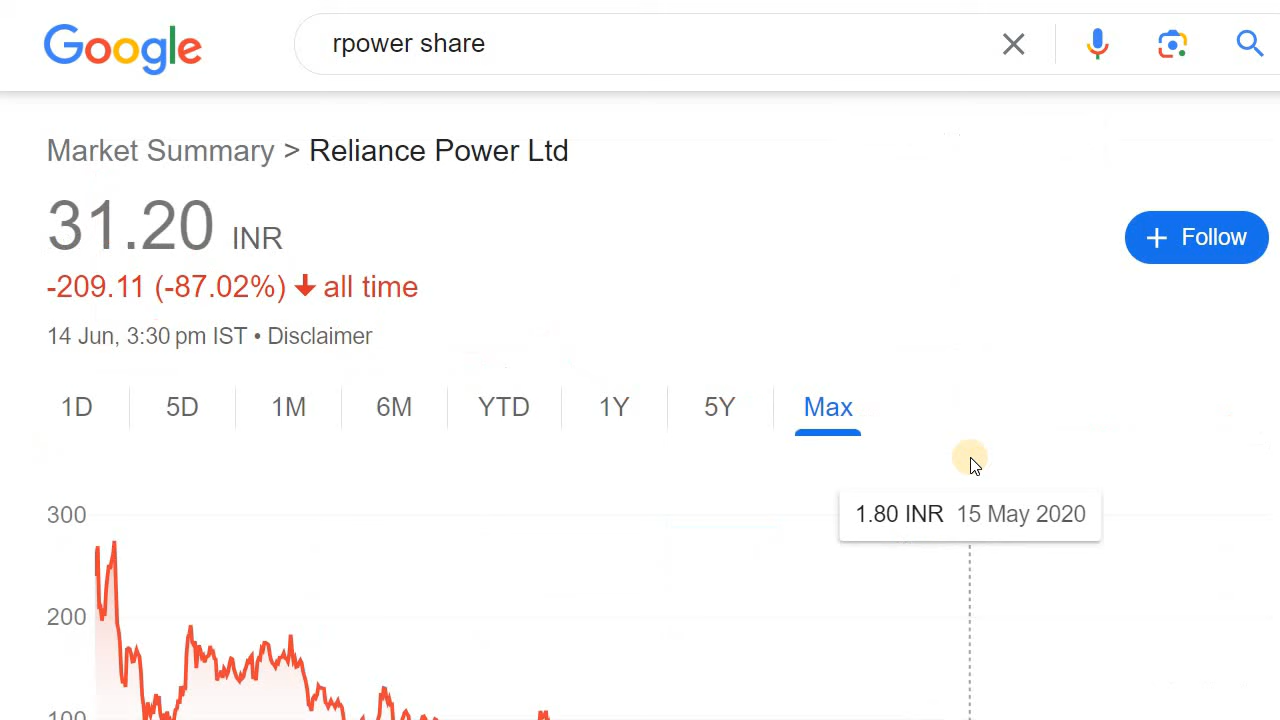 Google
rpower share
Market Summary > Reliance Power Ltd
31.20 INR
+ Follow
-209.11 (-87.02%) ↓ all time
14 Jun, 3:30 pm IST • Disclaimer
1D 5D 1M 6M YTD 1Y 5Y Max
1.80 INR 15 May 2020
300
200
100